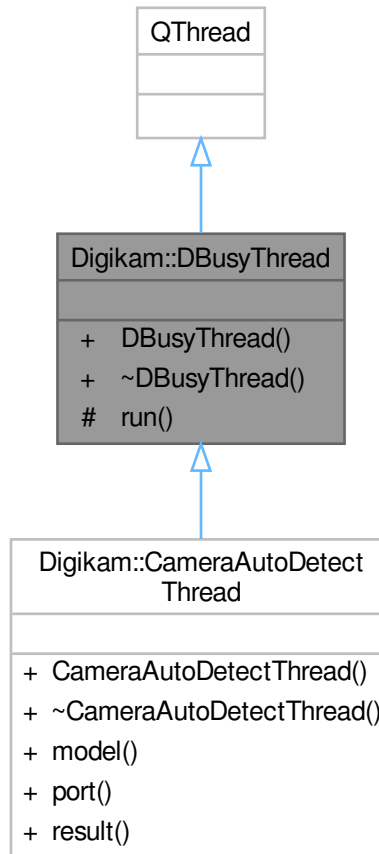 QThread
Digikam::DBusyThread
+ DBusyThread()
+ ~DBusyThread()
# run()
Digikam::CameraAutoDetect
Thread
+ CameraAutoDetectThread()
+ ~CameraAutoDetectThread()
+ model()
+ port()
+ result()